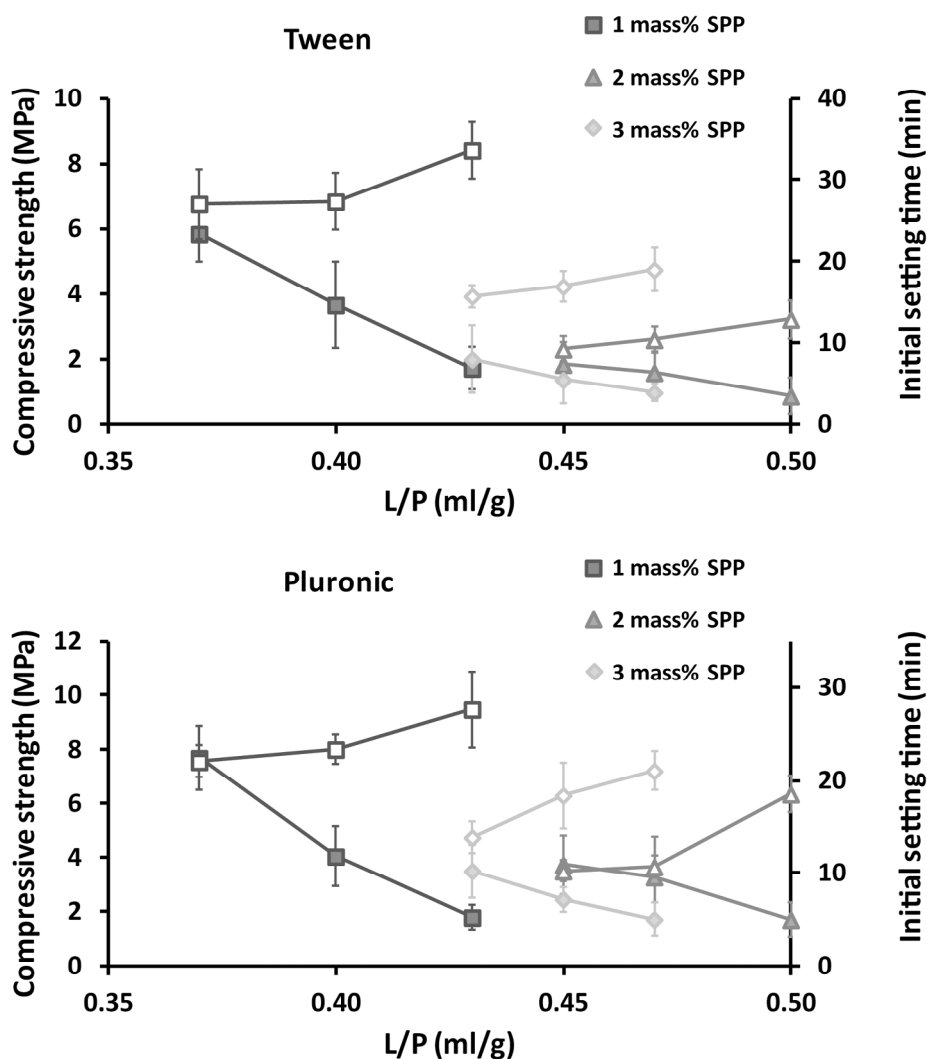 Tween
1 mass% SPP
2 mass% SPP
3 mass% SPP
Compressive strength (MPa)
10
8
6
4
2
0
Initial setting time (min)
40
30
20
10
0
0.35 0.40 0.45 0.50
L/P (ml/g)
Pluronic
1 mass% SPP
2 mass% SPP
3 mass% SPP
Compressive strength (MPa)
12
10
8
6
4
2
0
Initial setting time (min)
30
20
10
0
0.35 0.40 0.45 0.50
L/P (ml/g)